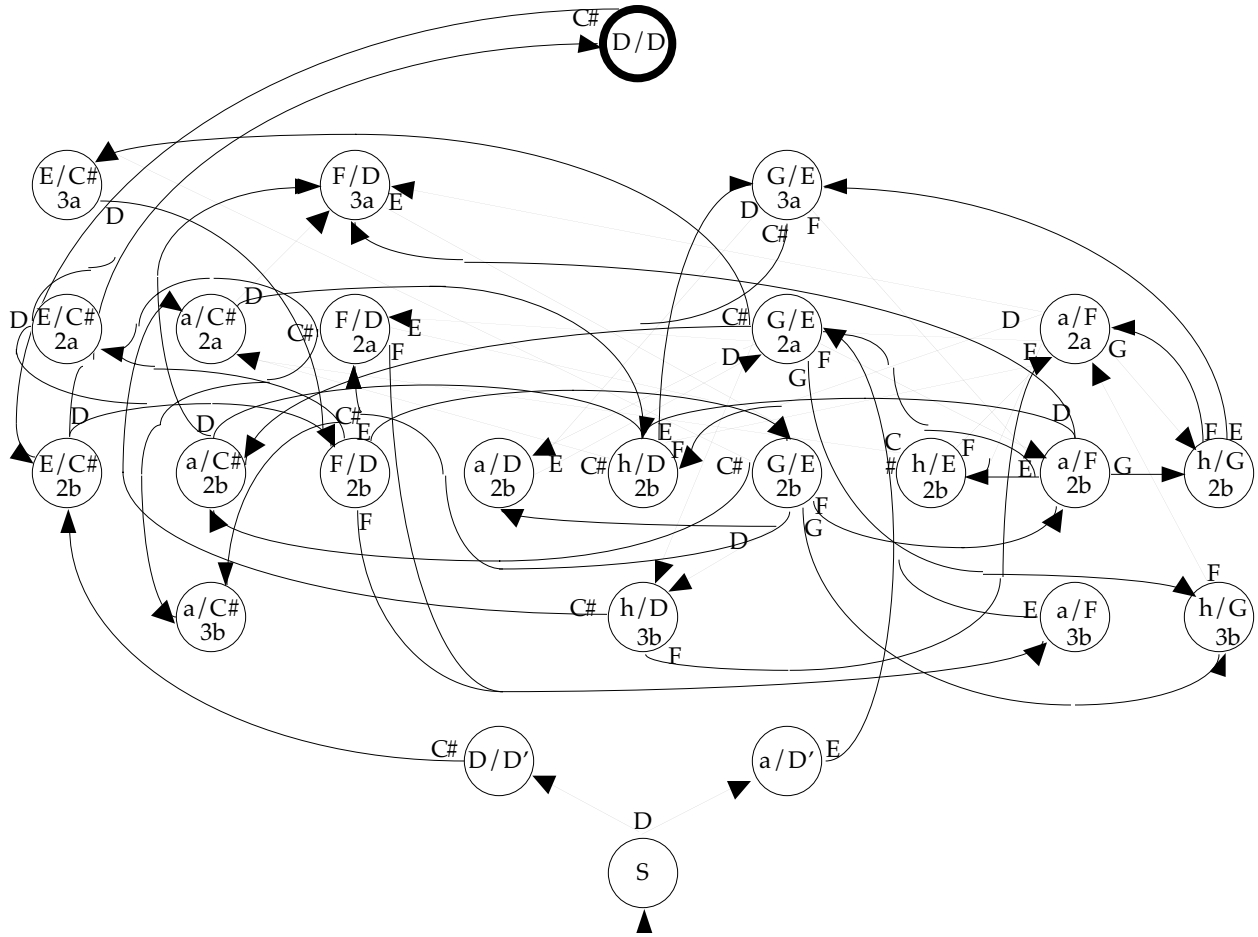 C#
D/D
E/C#
3a
D
F/D
3a
E
G/E
3a
D
C#
F
D
E/C#
2a
a/C#
2a
D
C#
F/D
2a
E
F
C#
G/E
2a
D
F
G
D
a/F
2a
E
G
D
E/C#
2b
D
a/C#
2b
C#
E
F/D
2b
F
a/D
2b
E
C#
h/D
2b
E
F
C#
G/E
2b
F
G
D
C
#
h/E
2b
F
E
D
a/F
2b
G
F
E
h/G
2b
a/C#
3b
C#
h/D
3b
F
E
a/F
3b
F
h/G
3b
C#
D/D'
a/D'
E
D
S